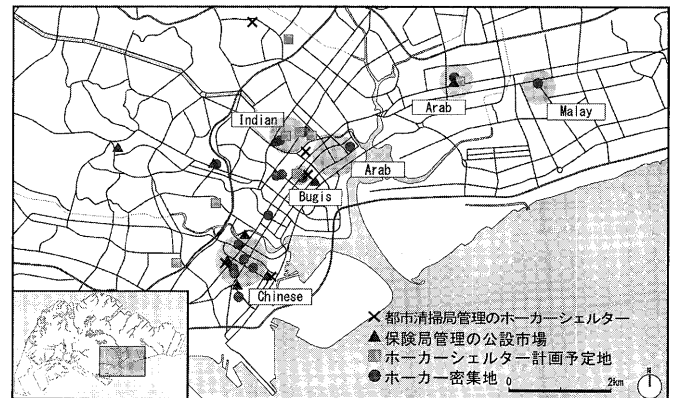 Indian
Arab
Malay
Arab
Bugis
Chinese
都市清掃局管理のホーカーシェルター
保険局管理の公設市場
ホーカーシェルター計画予定地
ホーカー密集地
0 2km
N